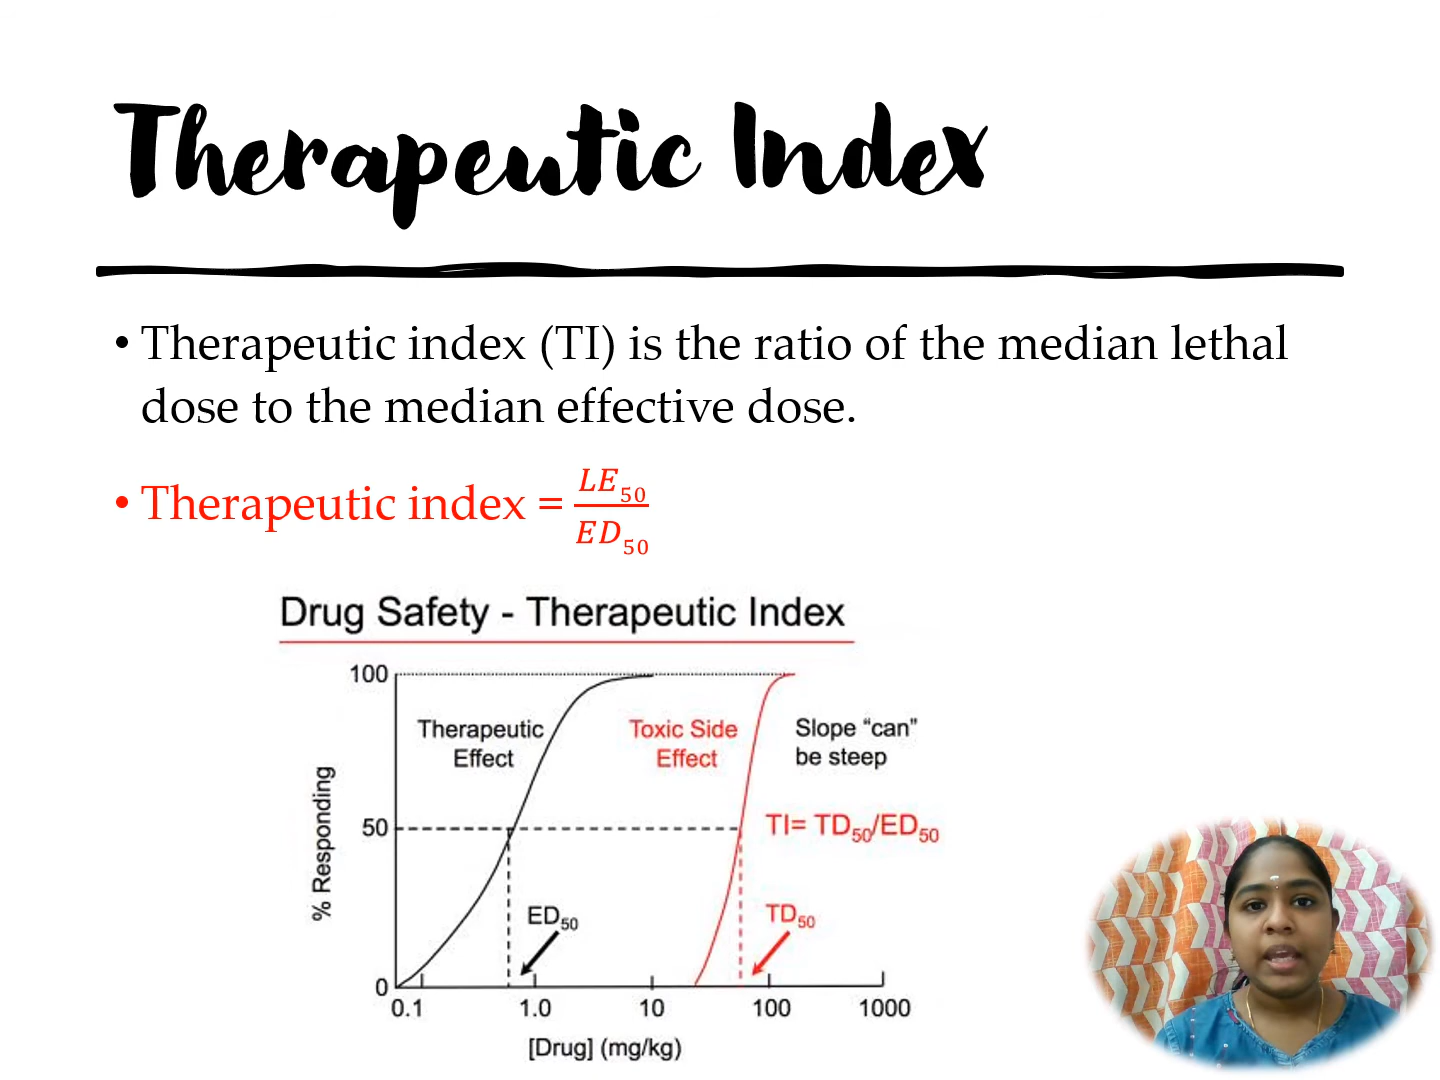 Therapeutic Index
• Therapeutic index (TI) is the ratio of the median lethal
dose to the median effective dose.
• Therapeutic index = LE50 / ED50
Drug Safety - Therapeutic Index
100
Therapeutic
Effect
Toxic Side
Effect
Slope “can”
be steep
% Responding
50
TI= TD50/ED50
ED50
TD50
0
0.1 1.0 10 100 1000
[Drug] (mg/kg)